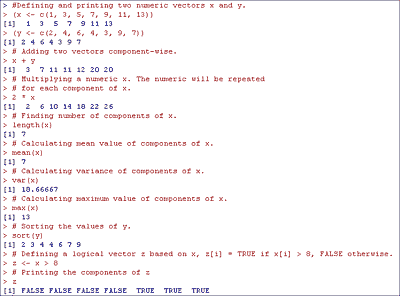 > #Defining and printing two numeric vectors x and y.
> (x <- c(1, 3, 5, 7, 9, 11, 13))
[1]  1  3  5  7  9 11 13
> (y <- c(2, 4, 6, 4, 3, 9, 7))
[1] 2 4 6 4 3 9 7
> # Adding two vectors component-wise.
> x + y
[1]  3  7 11 11 12 20 20
> # Multiplying a numeric x. The numeric will be repeated
> # for each component of x.
> 2 * x
[1]  2  6 10 14 18 22 26
> # Finding number of components of x.
> length(x)
[1] 7
> # Calculating mean value of components of x.
> mean(x)
[1] 7
> # Calculating variance of components of x.
> var(x)
[1] 18.66667
> # Calculating maximum value of components of x.
> max(x)
[1] 13
> # Sorting the values of y.
> sort(y)
[1] 2 3 4 4 6 7 9
> # Defining a logical vector z based on x, z[i] = TRUE if x[i] > 8, FALSE otherwise.
> z <- x > 8
> # Printing the components of z
> z
[1] FALSE FALSE FALSE FALSE  TRUE  TRUE  TRUE